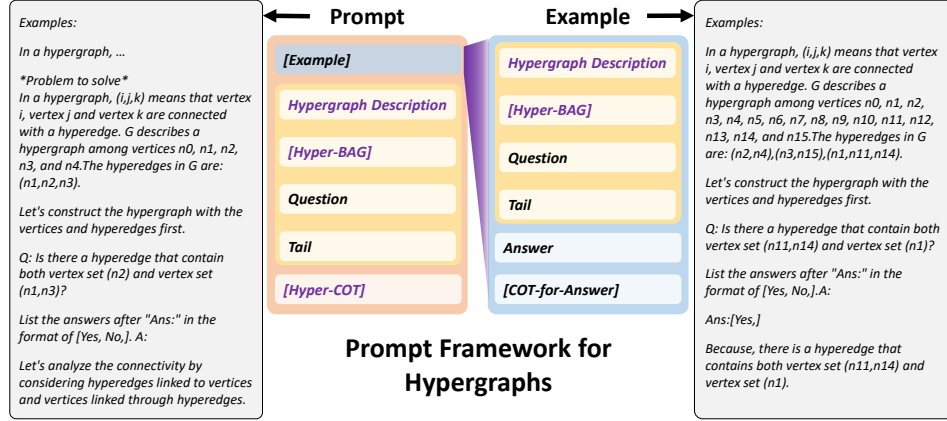 Examples:
In a hypergraph, ...
*Problem to solve*
In a hypergraph, (i,j,k) means that vertex
i, vertex j and vertex k are connected
with a hyperedge. G describes a
hypergraph among vertices n0, n1, n2,
n3, and n4.The hyperedges in G are:
(n1,n2,n3).
Let's construct the hypergraph with the
vertices and hyperedges first.
Q: Is there a hyperedge that contain
both vertex set (n2) and vertex set
(n1,n3)?
List the answers after "Ans:" in the
format of [Yes, No,]. A:
Let's analyze the connectivity by
considering hyperedges linked to vertices
and vertices linked through hyperedges.
Prompt
[Example]
Hypergraph Description
[Hyper-BAG]
Question
Tail
[Hyper-COT]
Example
Hypergraph Description
[Hyper-BAG]
Question
Tail
Answer
[COT-for-Answer]
Prompt Framework for
Hypergraphs
Examples:
In a hypergraph, (i,j,k) means that vertex
i, vertex j and vertex k are connected
with a hyperedge. G describes a
hypergraph among vertices n0, n1, n2,
n3, n4, n5, n6, n7, n8, n9, n10, n11, n12,
n13, n14, and n15.The hyperedges in G
are: (n2,n4),(n3,n15),(n1,n11,n14).
Let's construct the hypergraph with the
vertices and hyperedges first.
Q: Is there a hyperedge that contain both
vertex set (n11,n14) and vertex set (n1)?
List the answers after "Ans:" in the
format of [Yes, No,].A:
Ans:[Yes,]
Because, there is a hyperedge that
contains both vertex set (n11,n14) and
vertex set (n1).